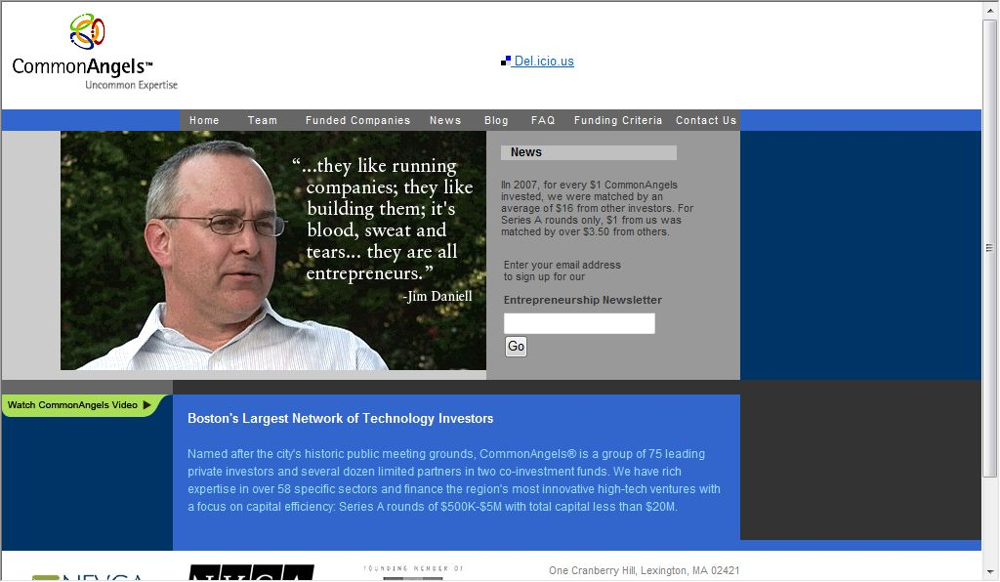 CommonAngels™
Uncommon Expertise
Del.icio.us
Home Team Funded Companies News Blog FAQ Funding Criteria Contact Us
“...they like running
companies; they like
building them; it's
blood, sweat and
tears... they are all
entrepreneurs.”
-Jim Daniell
News
IIn 2007, for every $1 CommonAngels
invested, we were matched by an
average of $16 from other investors. For
Series A rounds only, $1 from us was
matched by over $3.50 from others.
Enter your email address
to sign up for our
Entrepreneurship Newsletter
Go
Watch CommonAngels Video
Boston's Largest Network of Technology Investors
Named after the city's historic public meeting grounds, CommonAngels® is a group of 75 leading
private investors and several dozen limited partners in two co-investment funds. We have rich
expertise in over 58 specific sectors and finance the region's most innovative high-tech ventures with
a focus on capital efficiency: Series A rounds of $500K-$5M with total capital less than $20M.
FOUNDING MEMBER OF
One Cranberry Hill, Lexington, MA 02421